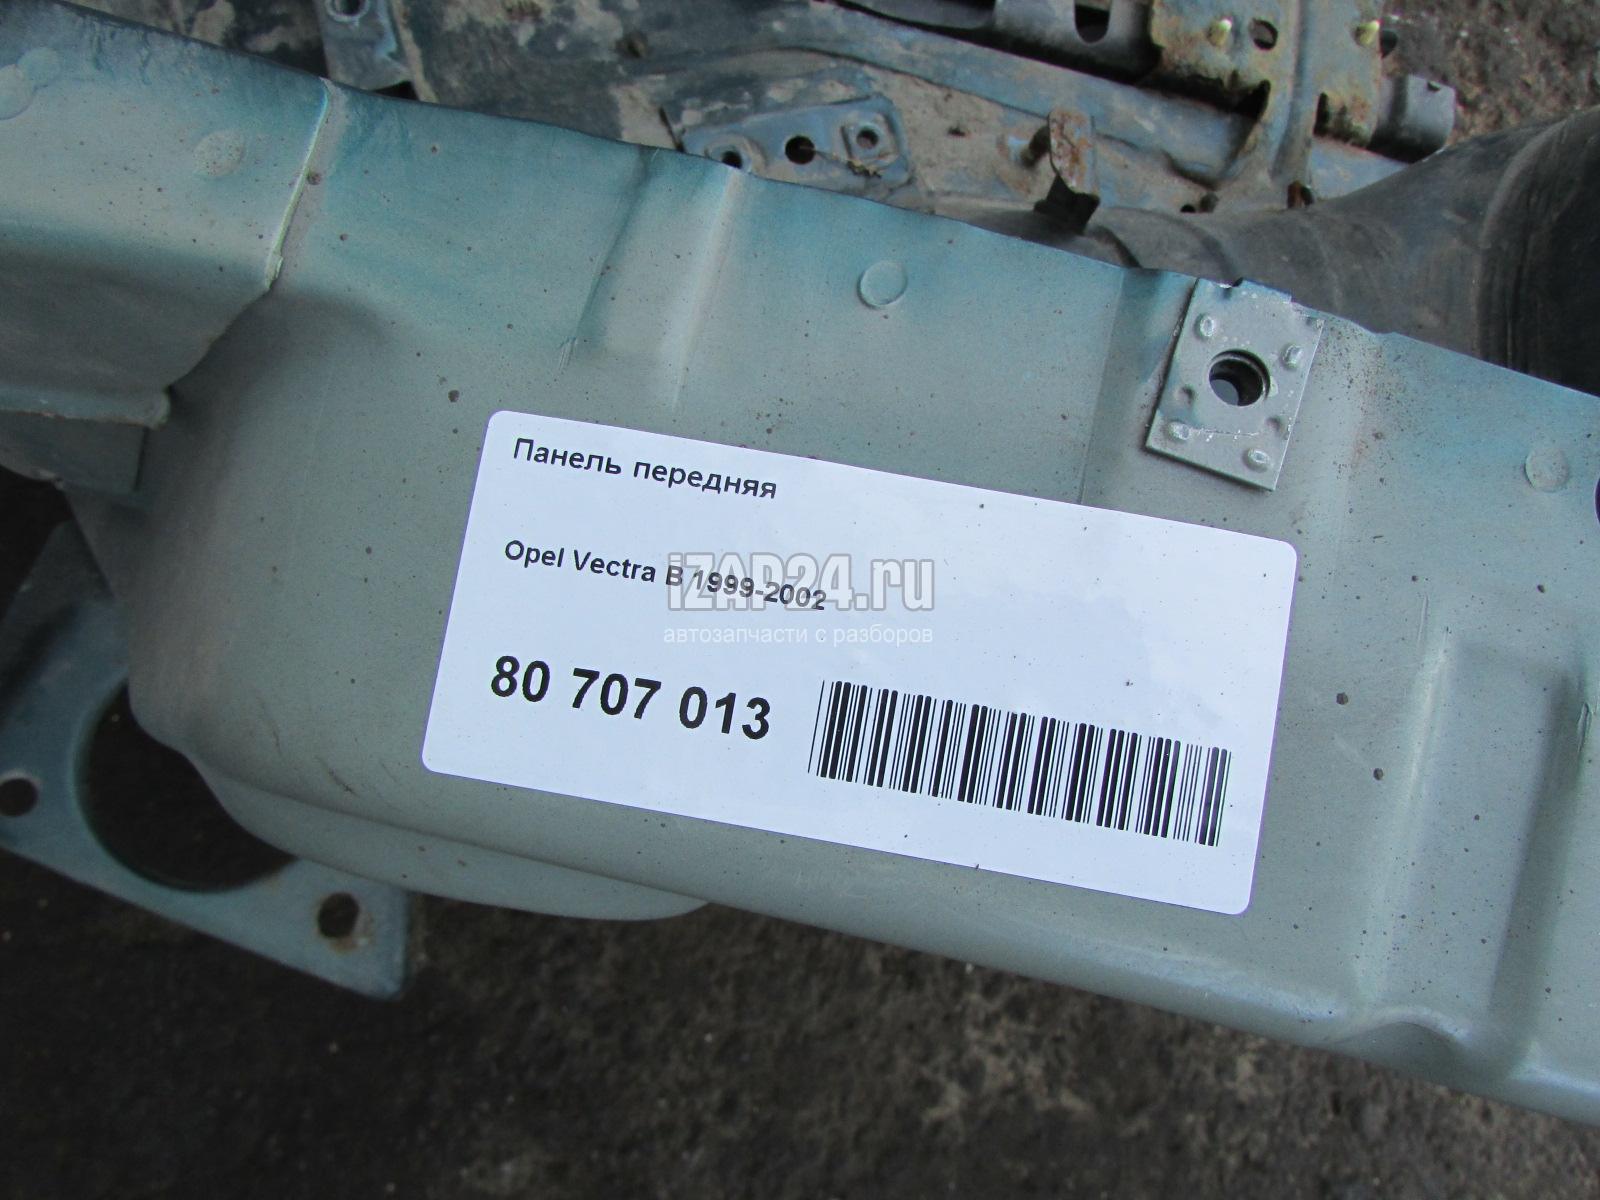 Панель передняя
Opel Vectra B 1999-2002
iZAP24.ru
автозапчасти с разборов
80 707 013